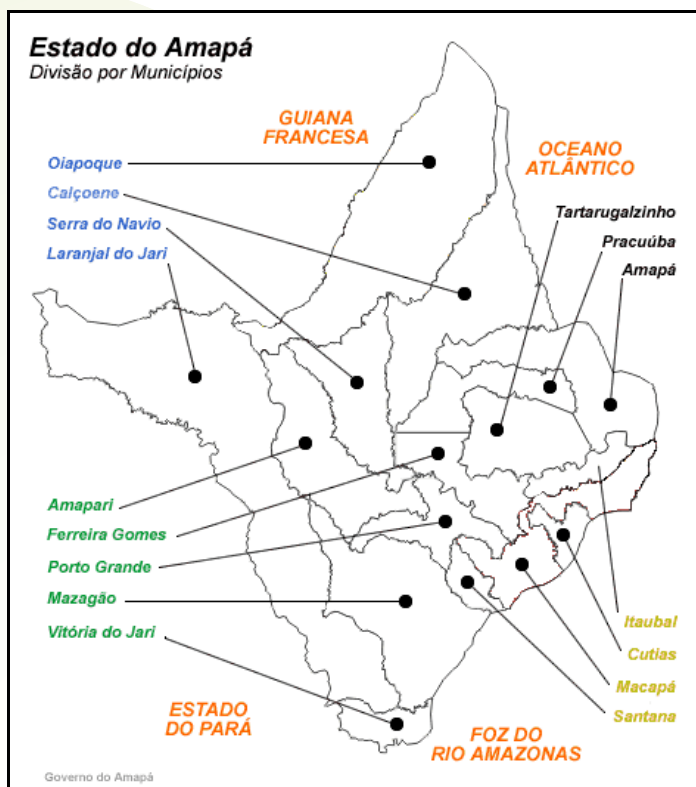 Estado do Amapá
Divisão por Municípios
GUIANA
FRANCESA
OCEANO
ATLÂNTICO
Oiapoque
Calçoene
Serra do Navio
Laranjal do Jari
Tartarugalzinho
Pracuúba
Amapá
Amapari
Ferreira Gomes
Porto Grande
Mazagão
Vitória do Jari
Itaubal
Cutias
Macapá
Santana
ESTADO
DO PARÁ
FOZ DO
RIO AMAZONAS
Governo do Amapá